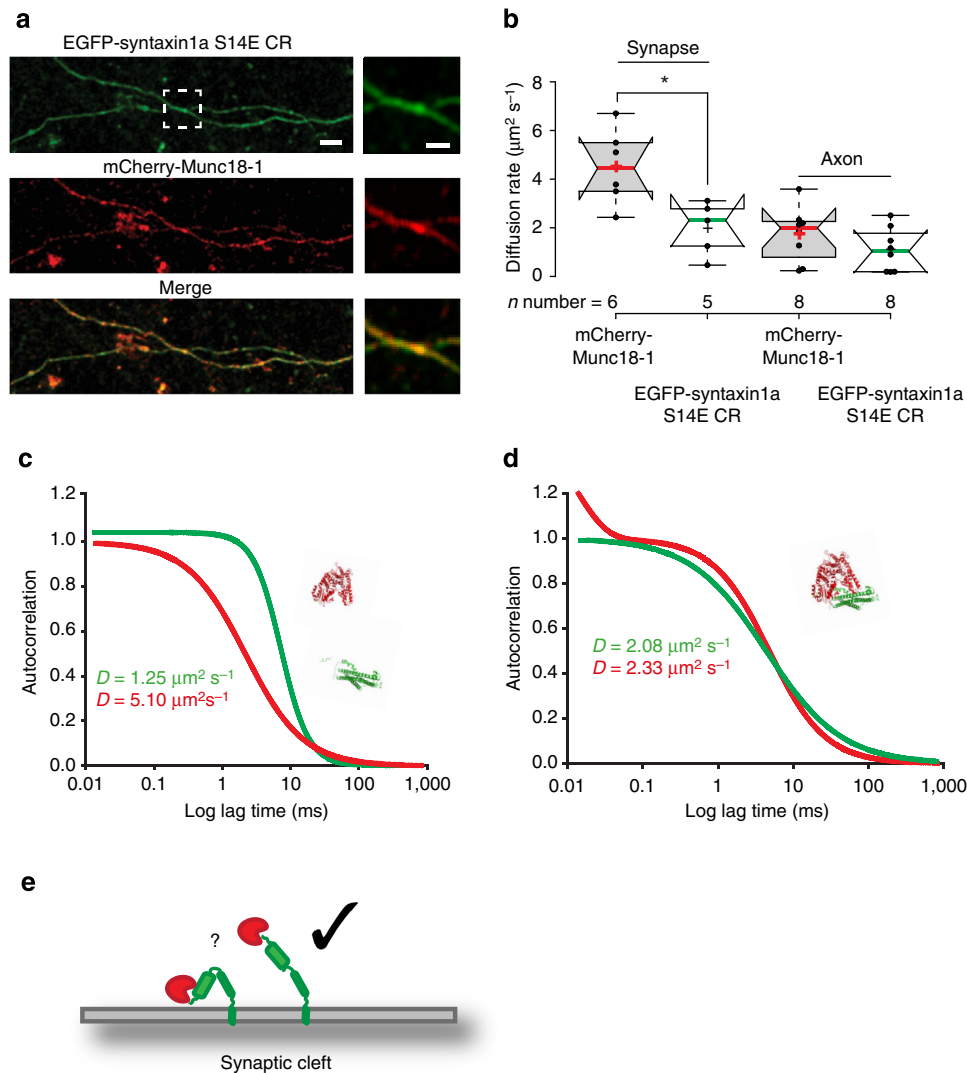 a
EGFP-syntaxin1a S14E CR
mCherry-Munc18-1
Merge
b
Synapse
*
Axon
Diffusion rate (μm² s⁻¹)
8
6
4
2
0
n number = 6 5 8 8
mCherry-
Munc18-1
mCherry-
Munc18-1
EGFP-syntaxin1a
S14E CR
EGFP-syntaxin1a
S14E CR
c
1.2
1.0
0.8
0.6
0.4
0.2
0.0
Autocorrelation
D = 1.25 μm² s⁻¹
D = 5.10 μm²s⁻¹
0.01 0.1 1 10 100 1,000
Log lag time (ms)
d
1.2
1.0
0.8
0.6
0.4
0.2
0.0
Autocorrelation
D = 2.08 μm² s⁻¹
D = 2.33 μm² s⁻¹
0.01 0.1 1 10 100 1,000
Log lag time (ms)
e
?
Synaptic cleft